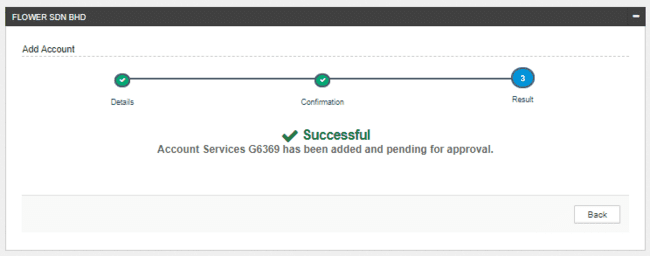 FLOWER SDN BHD
Add Account
3
Details
Confirmation
Result
Successful
Account Services G6369 has been added and pending for approval.
Back